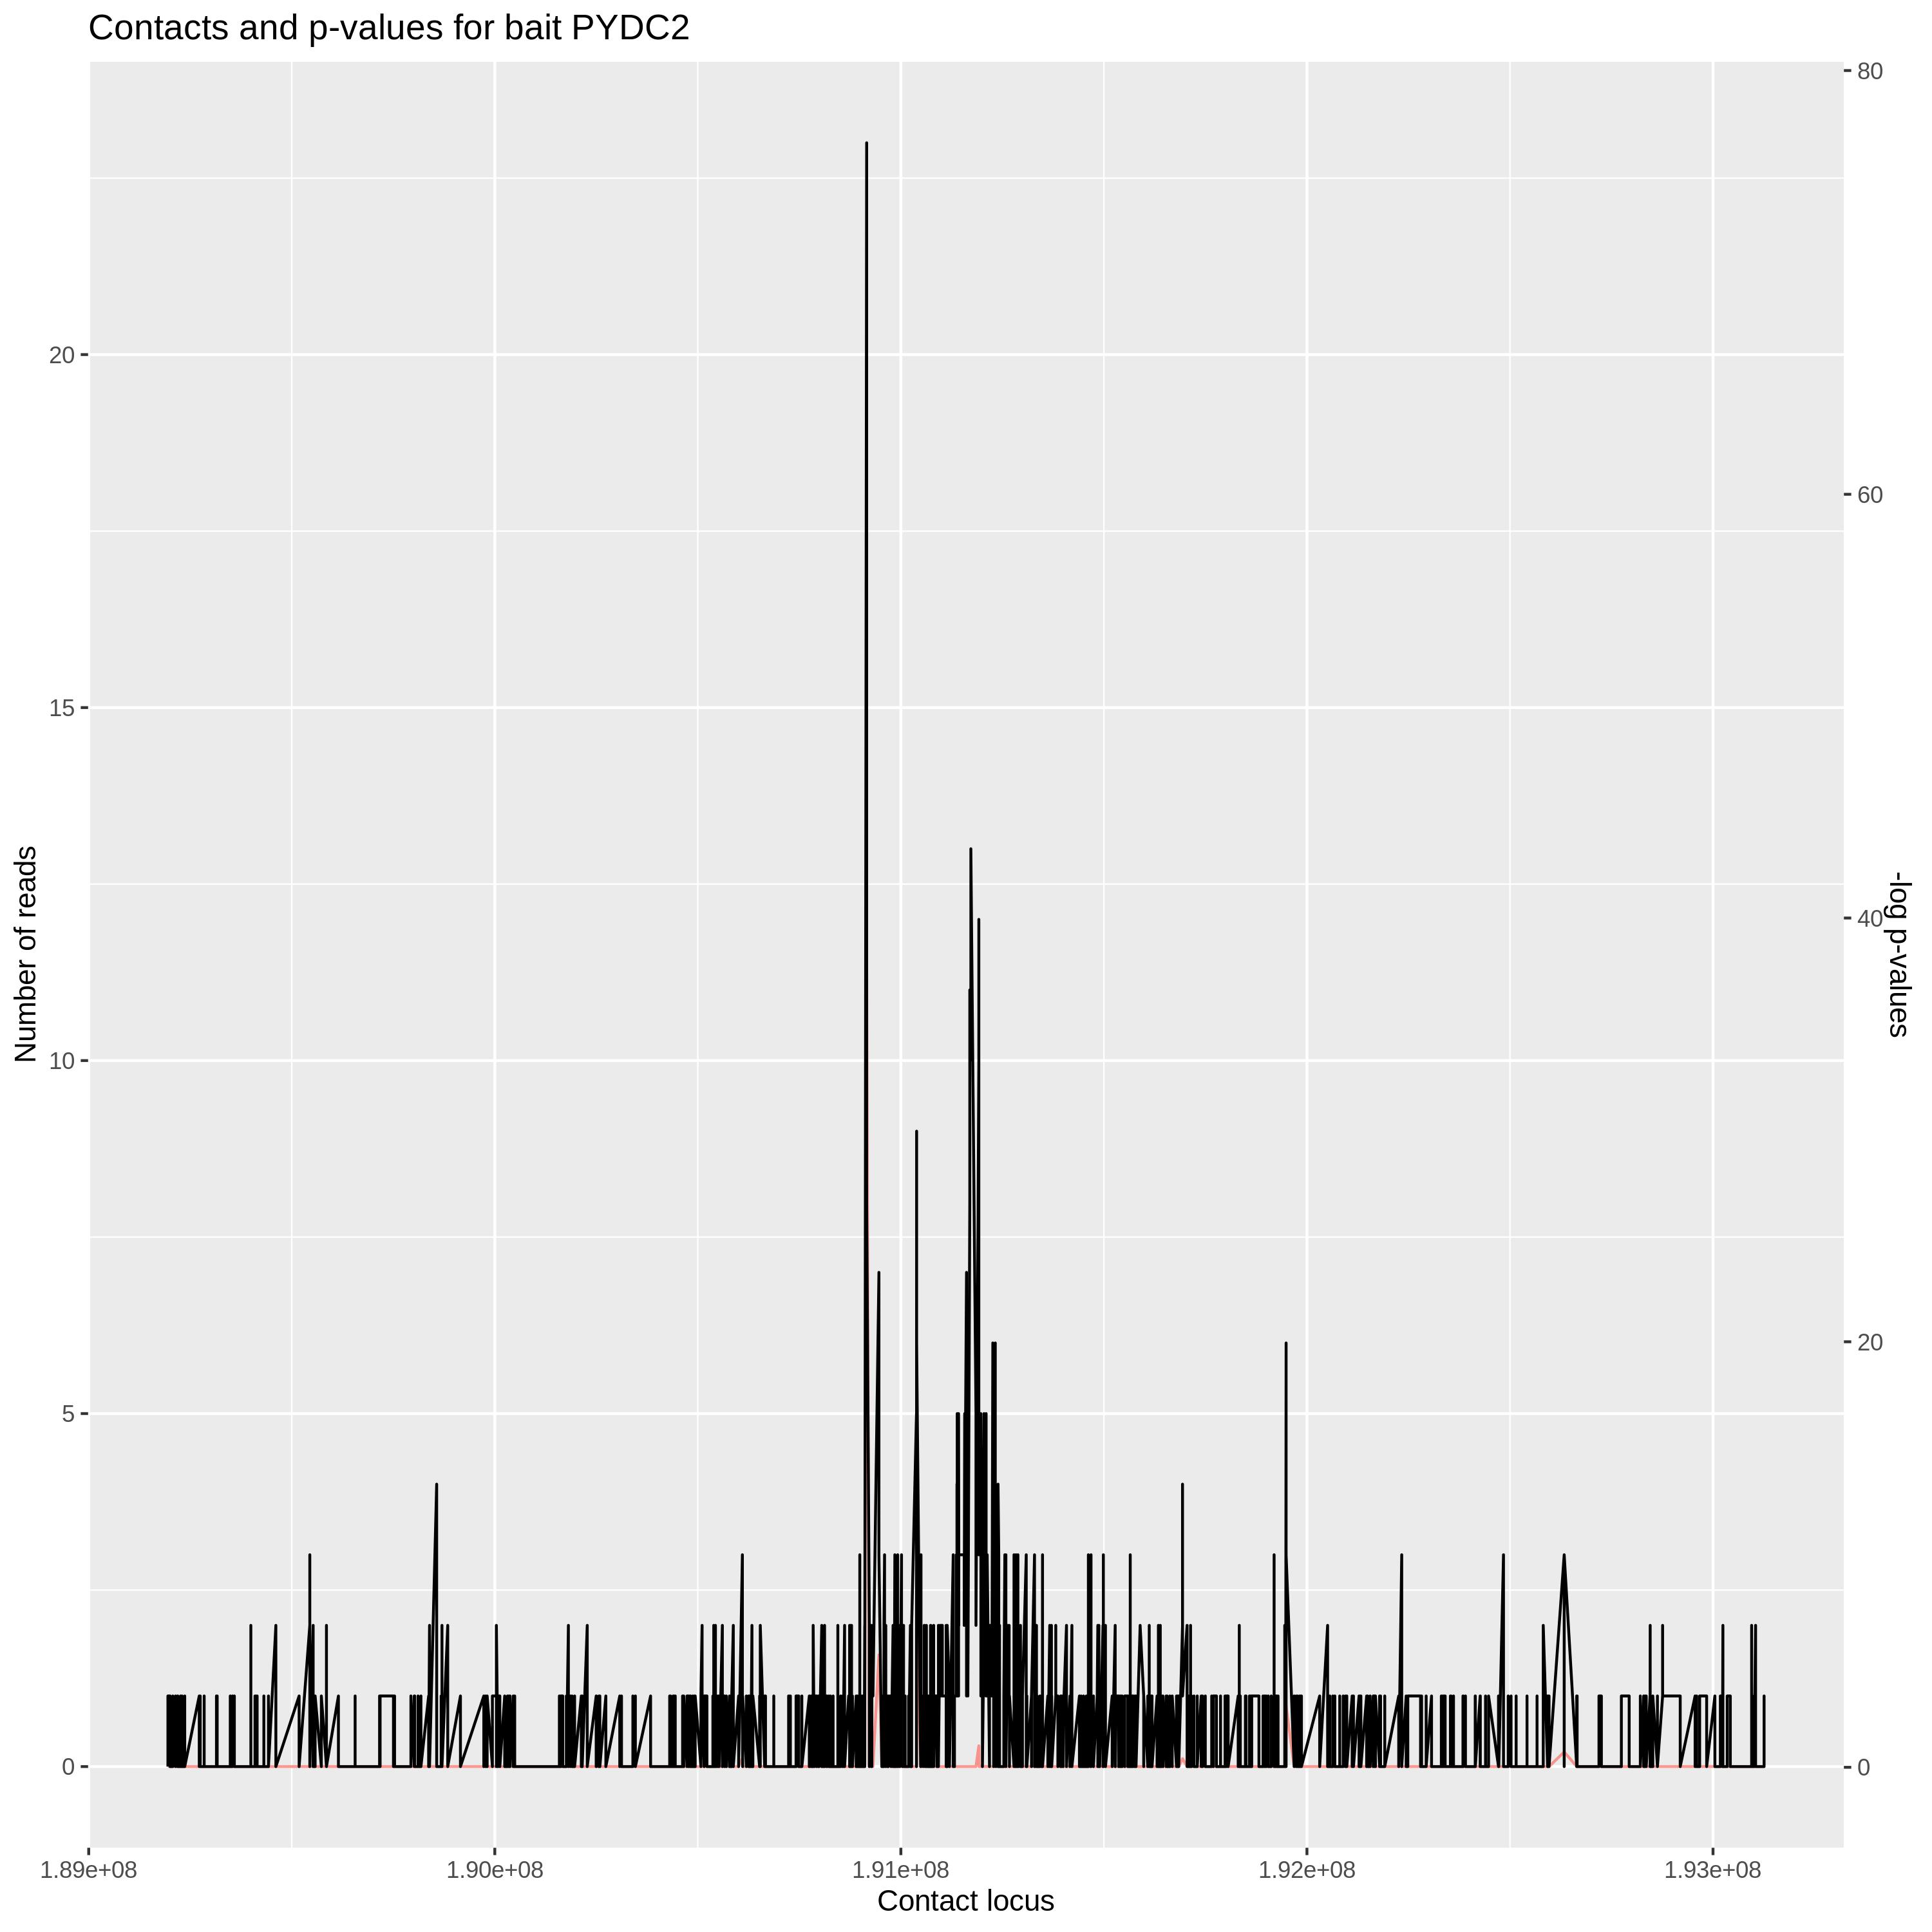 Contacts and p-values for bait PYDC2
80
60
40
20
0
-log p-values
20
15
10
5
0
Number of reads
1.89e+08
1.90e+08
1.91e+08
1.92e+08
1.93e+08
Contact locus